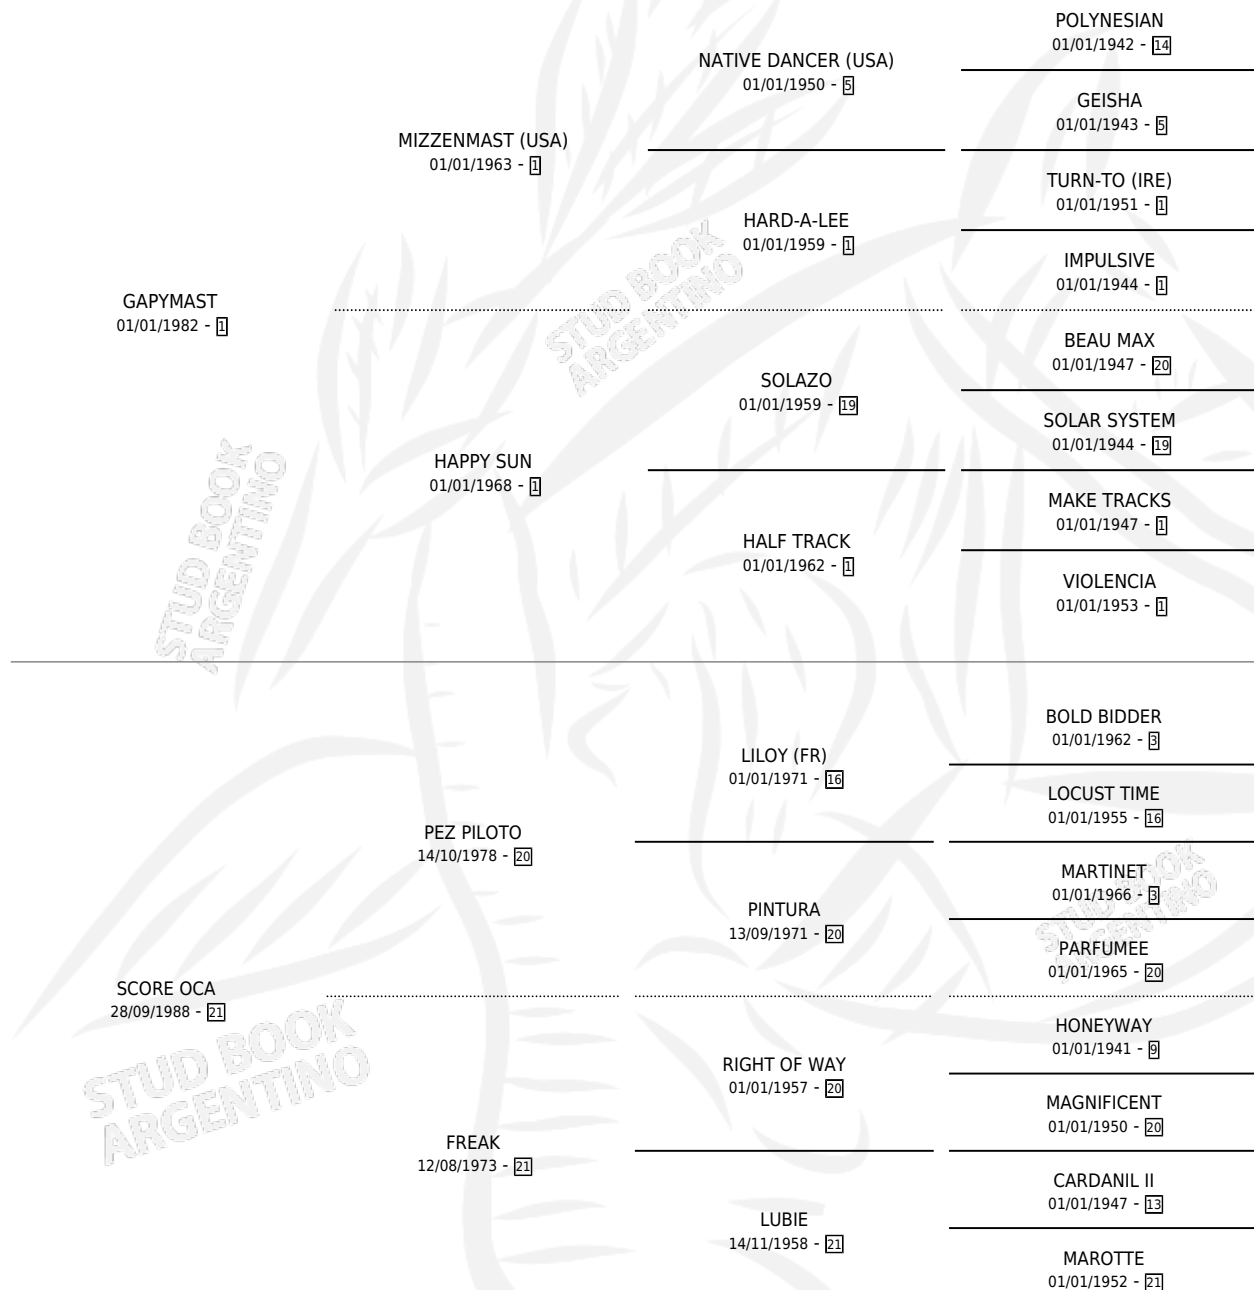 POLYNESIAN
01/01/1942 - 14
NATIVE DANCER (USA)
01/01/1950 - 5
GEISHA
01/01/1943 - 5
MIZZENMAST (USA)
01/01/1963 - 1
TURN-TO (IRE)
01/01/1951 - 1
HARD-A-LEE
01/01/1959 - 1
IMPULSIVE
01/01/1944 - 1
GAPYMAST
01/01/1982 - 1
STUD BOOK
ARGENTINO
BEAU MAX
01/01/1947 - 20
SOLAZO
01/01/1959 - 19
SOLAR SYSTEM
01/01/1944 - 19
HAPPY SUN
01/01/1968 - 1
MAKE TRACKS
01/01/1947 - 1
HALF TRACK
01/01/1962 - 1
VIOLENCIA
01/01/1953 - 1
STUD BOOK
ARGENTINO
BOLD BIDDER
01/01/1962 - 3
LILOY (FR)
01/01/1971 - 16
LOCUST TIME
01/01/1955 - 16
PEZ PILOTO
14/10/1978 - 20
MARTINET
01/01/1966 - 3
PINTURA
13/09/1971 - 20
STUD BOOK
ARGENTINO
PARFUMEE
01/01/1965 - 20
SCORE OCA
28/09/1988 - 21
HONEYWAY
01/01/1941 - 9
RIGHT OF WAY
01/01/1957 - 20
STUD BOOK
ARGENTINO
MAGNIFICENT
01/01/1950 - 20
FREAK
12/08/1973 - 21
CARDANIL II
01/01/1947 - 13
LUBIE
14/11/1958 - 21
MAROTTE
01/01/1952 - 21